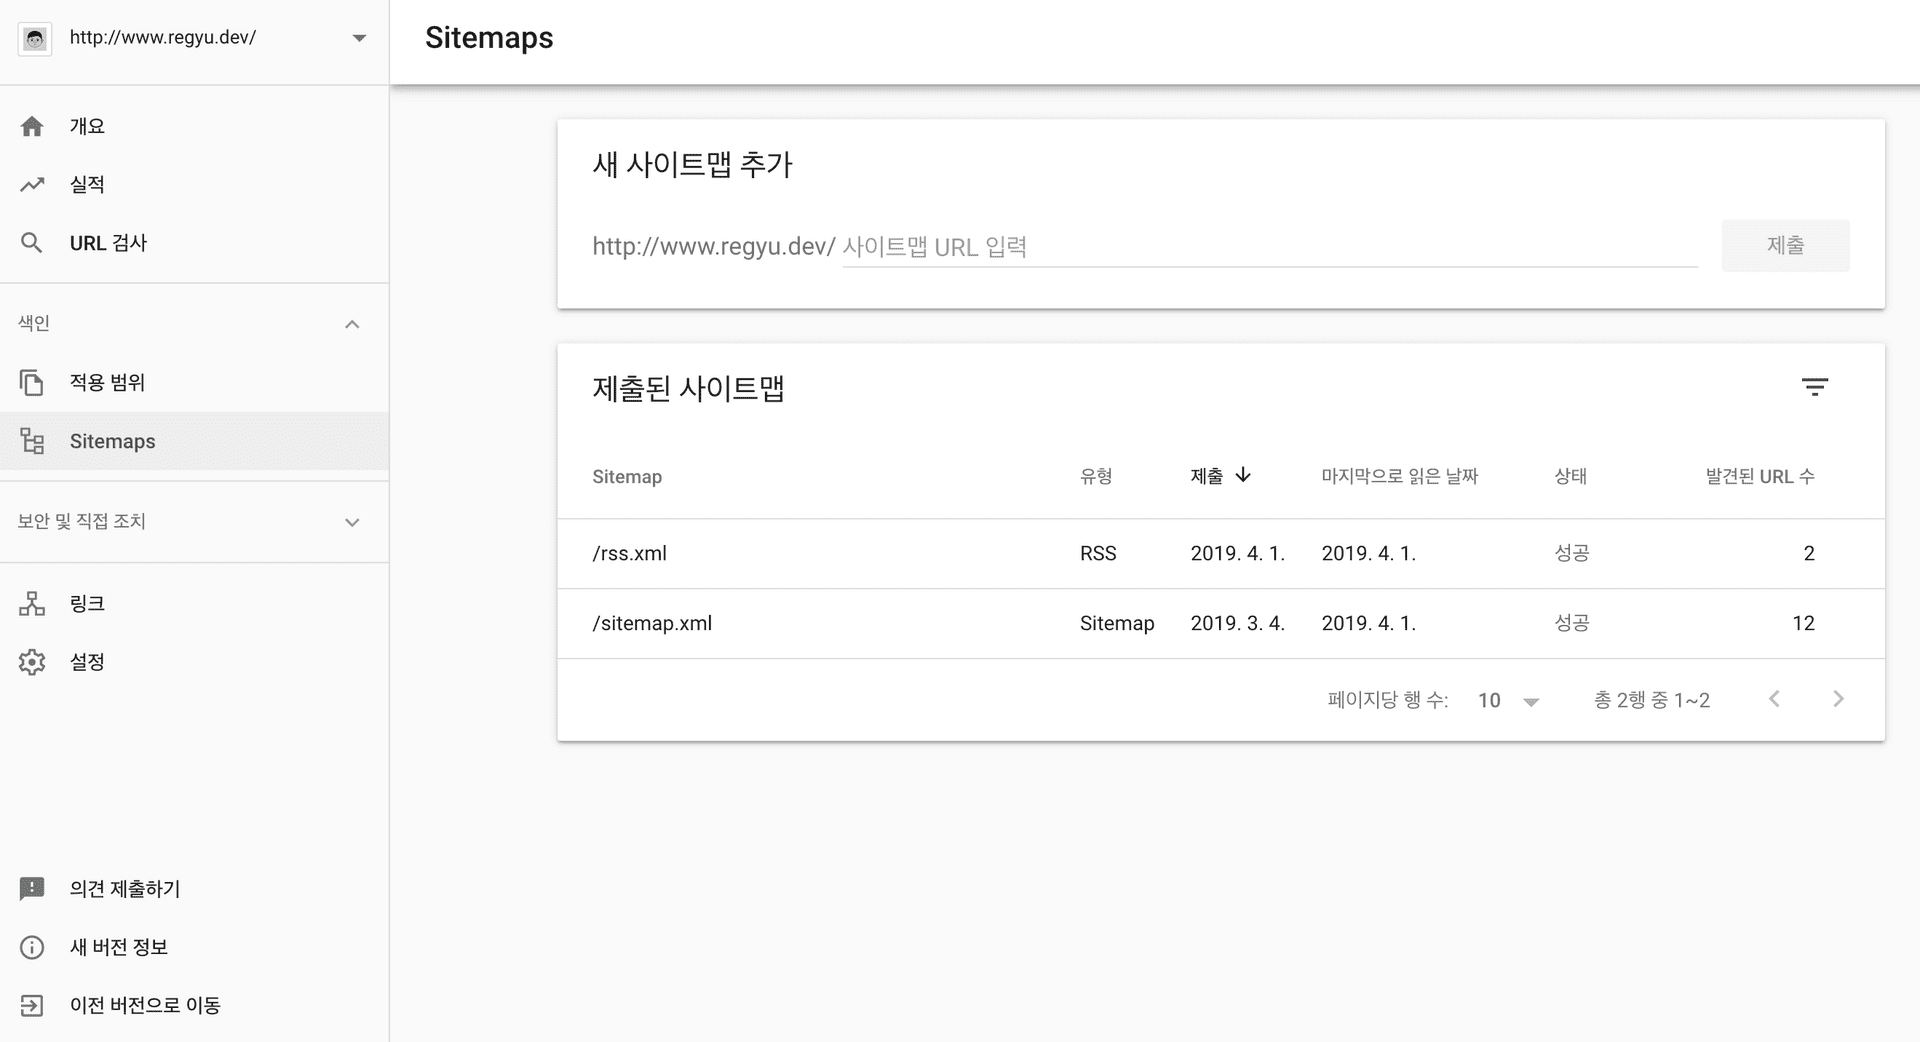 http://www.regyu.dev/
개요
실적
URL 검사
색인
적용 범위
Sitemaps
보안 및 직접 조치
링크
설정
의견 제출하기
새 버전 정보
이전 버전으로 이동
Sitemaps
새 사이트맵 추가
http://www.regyu.dev/ 사이트맵 URL 입력 제출
제출된 사이트맵
Sitemap 유형 제출 마지막으로 읽은 날짜 상태 발견된 URL 수
/rss.xml RSS 2019. 4. 1. 2019. 4. 1. 성공 2
/sitemap.xml Sitemap 2019. 3. 4. 2019. 4. 1. 성공 12
페이지당 행 수: 10 총 2행 중 1~2